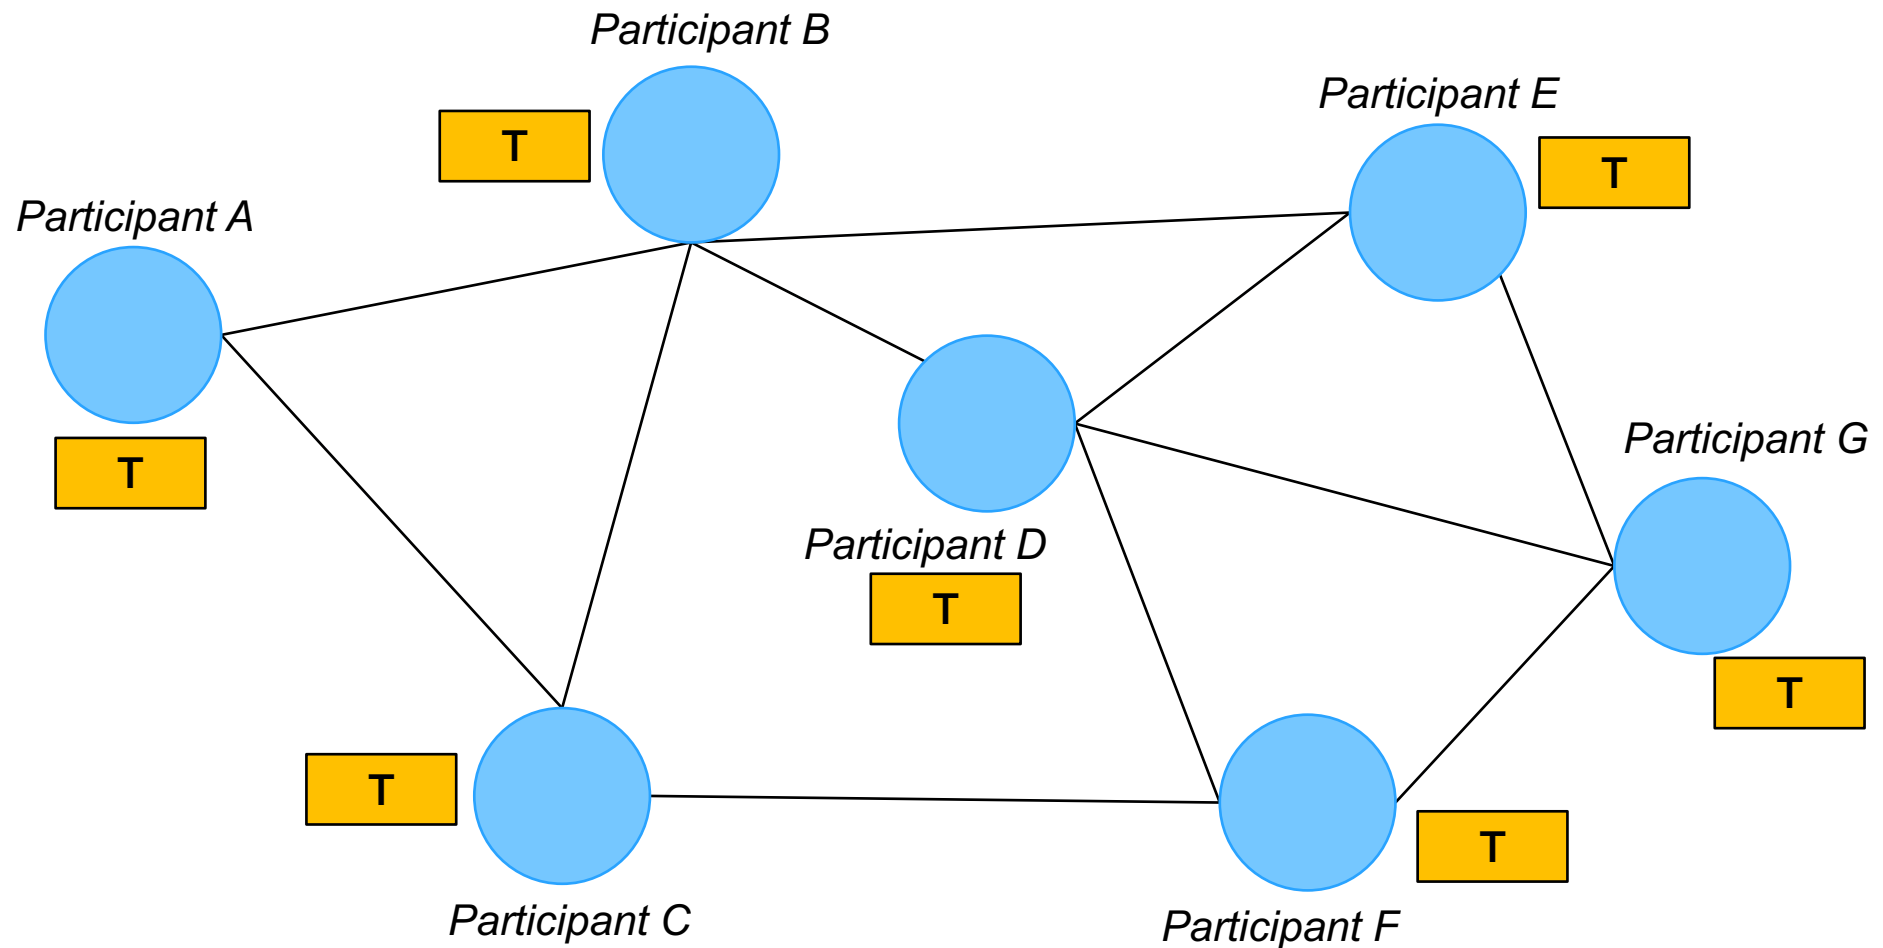 Participant B
Participant E
T
T
Participant A
T
Participant G
Participant D
T
T
T
T
Participant C
Participant F